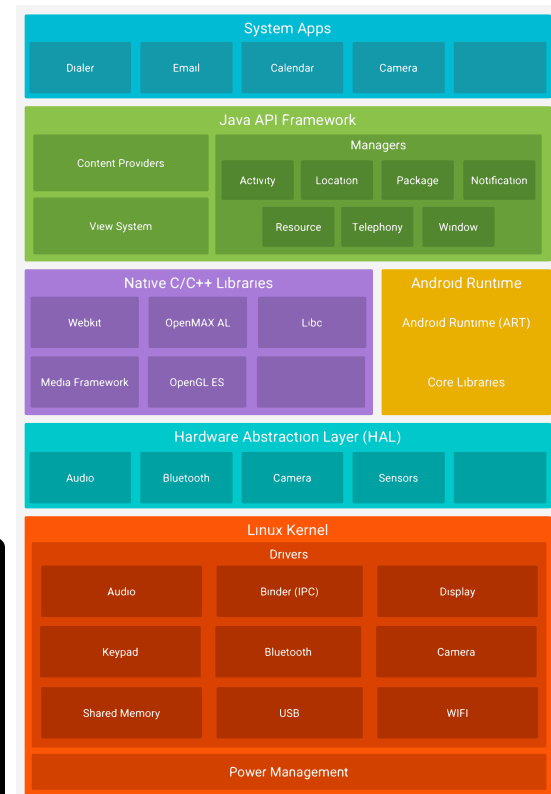 System Apps
Dialer Email Calendar Camera
Java API Framework
Content Providers
View System
Managers
Activity Location Package Notification
Resource Telephony Window
Native C/C++ Libraries
Webkit OpenMAX AL Libc
Media Framework OpenGL ES
Android Runtime
Android Runtime (ART)
Core Libraries
Hardware Abstraction Layer (HAL)
Audio Bluetooth Camera Sensors
Linux Kernel
Drivers
Audio Binder (IPC) Display
Keypad Bluetooth Camera
Shared Memory USB WIFI
Power Management